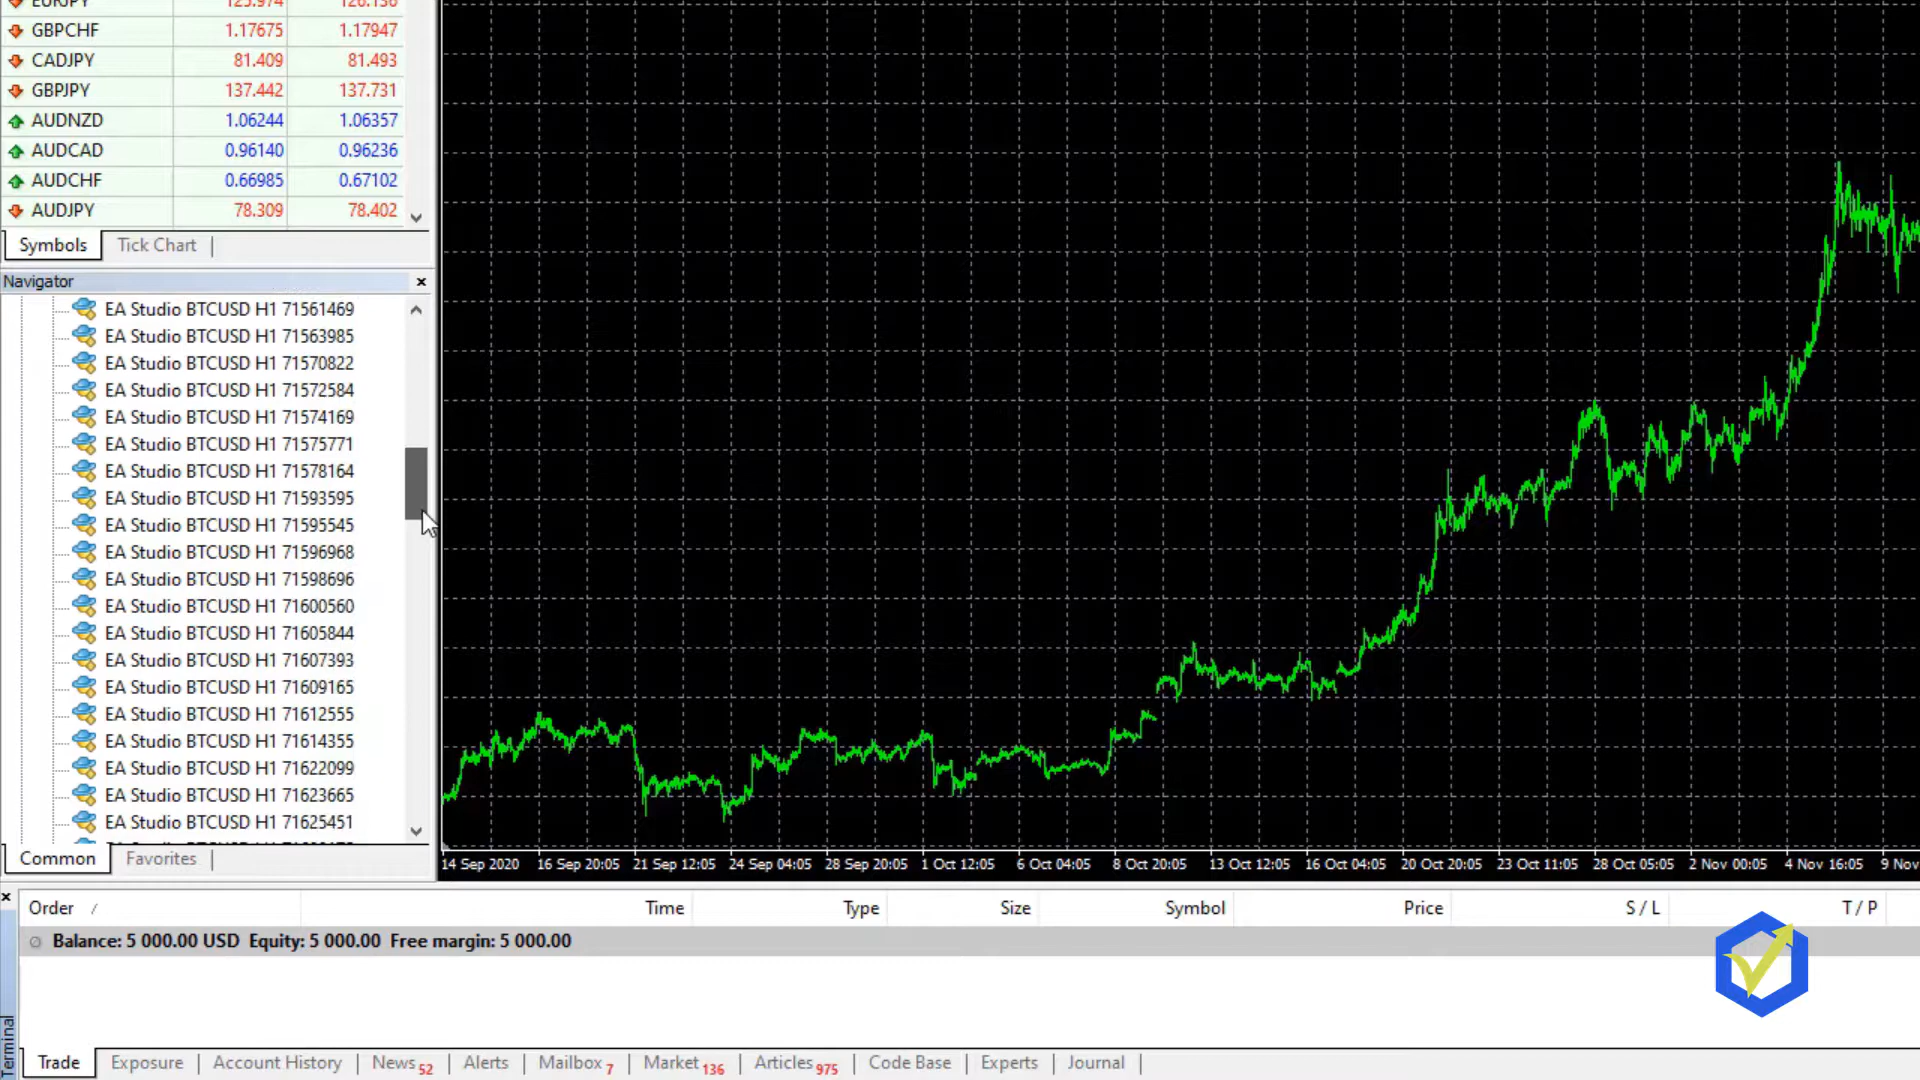 EURJPY 125.974 126.136
GBPCHF 1.17675 1.17947
CADJPY 81.409 81.493
GBPJPY 137.442 137.731
AUDNZD 1.06244 1.06357
AUDCAD 0.96140 0.96236
AUDCHF 0.66985 0.67102
AUDJPY 78.309 78.402
Symbols Tick Chart
Navigator
EA Studio BTCUSD H1 71561469
EA Studio BTCUSD H1 71563985
EA Studio BTCUSD H1 71570822
EA Studio BTCUSD H1 71572584
EA Studio BTCUSD H1 71574169
EA Studio BTCUSD H1 71575771
EA Studio BTCUSD H1 71578164
EA Studio BTCUSD H1 71593595
EA Studio BTCUSD H1 71595545
EA Studio BTCUSD H1 71596968
EA Studio BTCUSD H1 71598696
EA Studio BTCUSD H1 71600560
EA Studio BTCUSD H1 71605844
EA Studio BTCUSD H1 71607393
EA Studio BTCUSD H1 71609165
EA Studio BTCUSD H1 71612555
EA Studio BTCUSD H1 71614355
EA Studio BTCUSD H1 71622099
EA Studio BTCUSD H1 71623665
EA Studio BTCUSD H1 71625451
Common Favorites
14 Sep 2020 16 Sep 20:05 21 Sep 12:05 24 Sep 04:05 28 Sep 20:05 1 Oct 12:05 6 Oct 04:05 8 Oct 20:05 13 Oct 12:05 16 Oct 04:05 20 Oct 20:05 23 Oct 11:05 28 Oct 05:05 2 Nov 00:05 4 Nov 16:05 9 Nov
Order / Time Type Size Symbol Price S / L T / P
Balance: 5 000.00 USD Equity: 5 000.00 Free margin: 5 000.00
Terminal
Trade Exposure Account History News 52 Alerts Mailbox 7 Market 136 Articles 975 Code Base Experts Journal